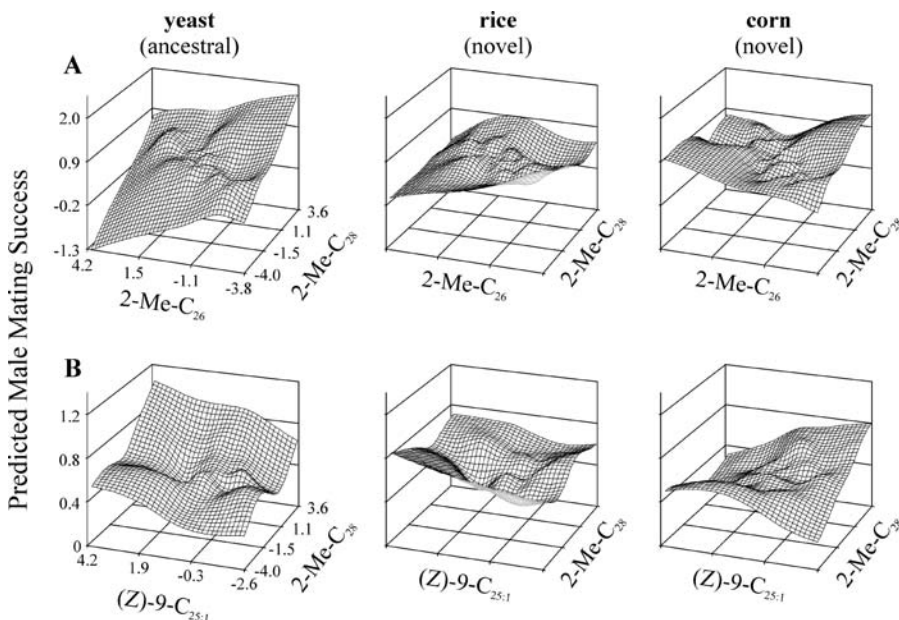 yeast rice corn
(ancestral) (novel) (novel)
A
Predicted Male Mating Success
2.0
0.9
-0.2
-1.3
4.2 1.5 -1.1 -3.8
3.6
1.1
-1.5
-4.0
2-Me-C26 2-Me-C28
2-Me-C26 2-Me-C28
2-Me-C26 2-Me-C28
B
1.2
0.8
0.4
0
4.2 1.9 -0.3 -2.6
3.6
1.1
-1.5
-4.0
(Z)-9-C25:1 2-Me-C28
(Z)-9-C25:1 2-Me-C28
(Z)-9-C25:1 2-Me-C28